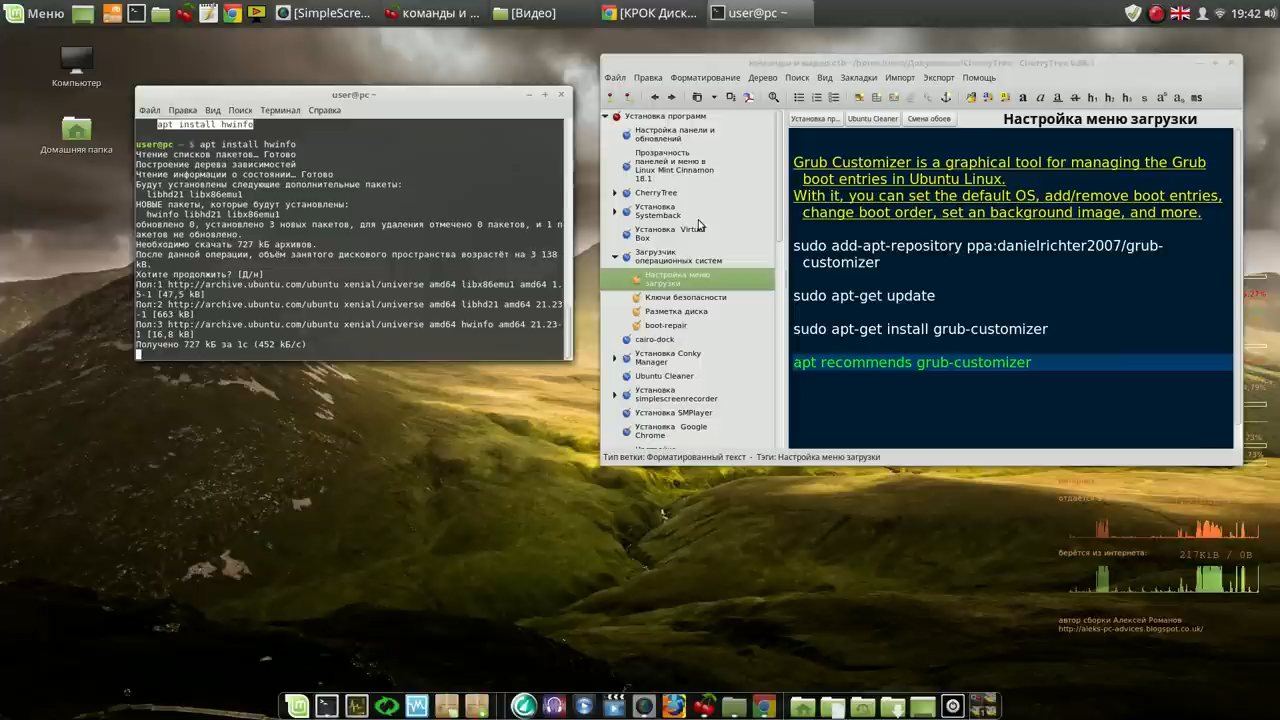 Меню
[SimpleScre...
команды и ...
[Видео]
[КРОК Диск...
user@pc ~
19:42
Компьютер
Домашняя папка
user@pc ~
Файл Правка Вид Поиск Терминал Справка
apt install hwinfo
user@pc ~ $ apt install hwinfo
Чтение списков пакетов… Готово
Построение дерева зависимостей
Чтение информации о состоянии… Готово
Будут установлены следующие дополнительные пакеты:
libhd21 libx86emu1
НОВЫЕ пакеты, которые будут установлены:
hwinfo libhd21 libx86emu1
обновлено 0, установлено 3 новых пакетов, для удаления отмечено 0 пакетов, и 1 п
акетов не обновлено.
Необходимо скачать 727 kБ архивов.
После данной операции, объём занятого дискового пространства возрастёт на 3 138
kB.
Хотите продолжить? [Д/н]
Пол:1 http://archive.ubuntu.com/ubuntu xenial/universe amd64 libx86emu1 amd64 1.
5-1 [47,5 kB]
Пол:2 http://archive.ubuntu.com/ubuntu xenial/universe amd64 libhd21 amd64 21.23
-1 [663 kB]
Пол:3 http://archive.ubuntu.com/ubuntu xenial/universe amd64 hwinfo amd64 21.23-
1 [16,8 kB]
Получено 727 kБ за 1с (452 kБ/c)
Файл Правка Форматирование Дерево Поиск Вид Закладки Импорт Экспорт Помощь
a a a a h₁ h₂ h₃ s aª aₐ ms
Установка программ
Настройка панели и
обновлений
Прозрачность
панелей и меню в
Linux Mint Cinnamon
18.1
CherryTree
Установка
Systemback
Установка Virtual
Box
Загрузчик
операционных систем
Настройка меню
загрузки
Ключи безопасности
Разметка диска
boot-repair
cairo-dock
Установка Conky
Manager
Ubuntu Cleaner
Установка
simplescreenrecorder
Установка SMPlayer
Установка Google
Chrome
Установка пр...
Ubuntu Cleaner
Смена обоев
Настройка меню загрузки
Grub Customizer is a graphical tool for managing the Grub
boot entries in Ubuntu Linux.
With it, you can set the default OS, add/remove boot entries,
change boot order, set an background image, and more.
sudo add-apt-repository ppa:danielrichter2007/grub-
customizer
sudo apt-get update
sudo apt-get install grub-customizer
apt recommends grub-customizer
Тип ветки: Форматированный текст - Тэги: Настройка меню загрузки
73%
73%
берётся из интернета:
217KiB / 0B
автор сборки Алексей Романов
http://aleks-pc-advices.blogspot.co.uk/